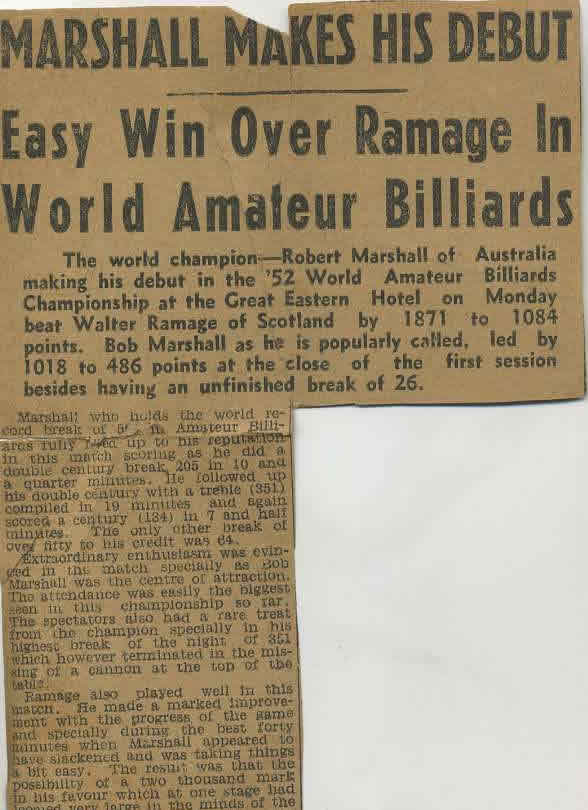 MARSHALL MAKES HIS DEBUT
Easy Win Over Ramage In
World Amateur Billiards
The world champion—Robert Marshall of Australia
making his debut in the '52 World Amateur Billiards
Championship at the Great Eastern Hotel on Monday
beat Walter Ramage of Scotland by 1871 to 1084
points. Bob Marshall as he is popularly called, led by
1018 to 486 points at the close of the first session
besides having an unfinished break of 26.
Marshall who holds the world re-
cord break of in Amateur Billi-
ards fully lived up to his reputation
in this match scoring as he did a
double century break 205 in 10 and
a quarter minutes. He followed up
his double century with a treble (351)
compiled in 19 minutes and again
scored a century (134) in 7 and half
minutes. The only other break of
over fifty to his credit was 64.
Extraordinary enthusiasm was evin-
ced in the match specially as Bob
Marshall was the centre of attraction.
The attendance was easily the biggest
seen in this championship so far.
The spectators also had a rare treat
from the champion specially in his
highest break of the night of 351
which however terminated in the mis-
sing of a cannon at the top of the
table.
Ramage also played well in this
match. He made a marked improve-
ment with the progress of the game
and specially during the best forty
minutes when Marshall appeared to
have slackened and was taking things
a bit easy. The result was that the
possibility of a two thousand mark
in his favour which at one stage had
loomed very large in the minds of the